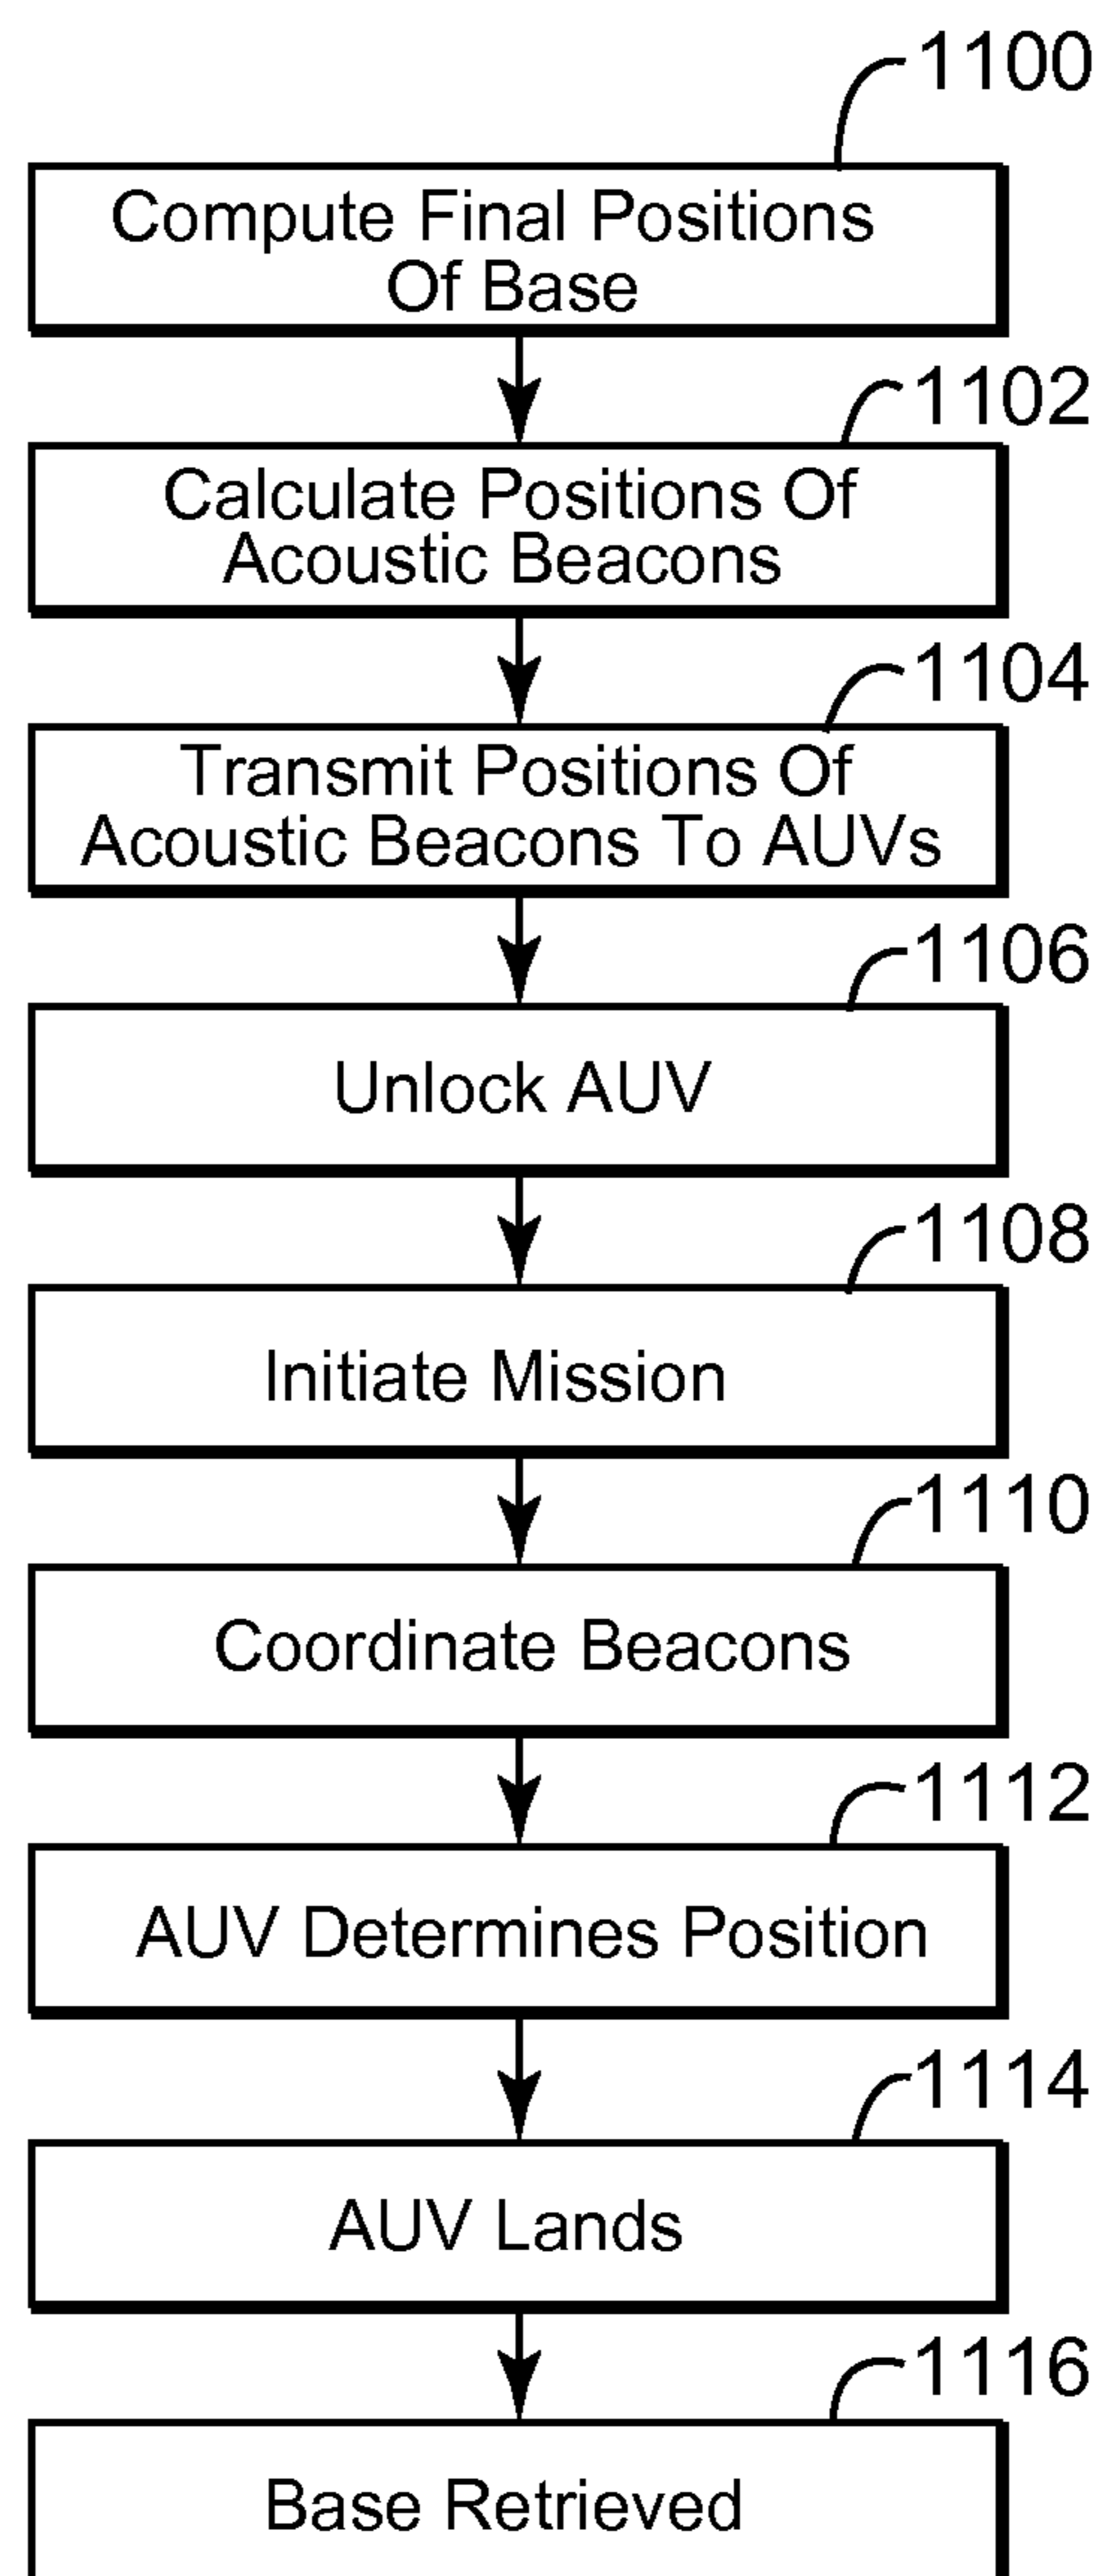 1100
Compute Final Positions
Of Base
1102
Calculate Positions Of
Acoustic Beacons
1104
Transmit Positions Of
Acoustic Beacons To AUVs
1106
Unlock AUV
1108
Initiate Mission
1110
Coordinate Beacons
1112
AUV Determines Position
1114
AUV Lands
1116
Base Retrieved